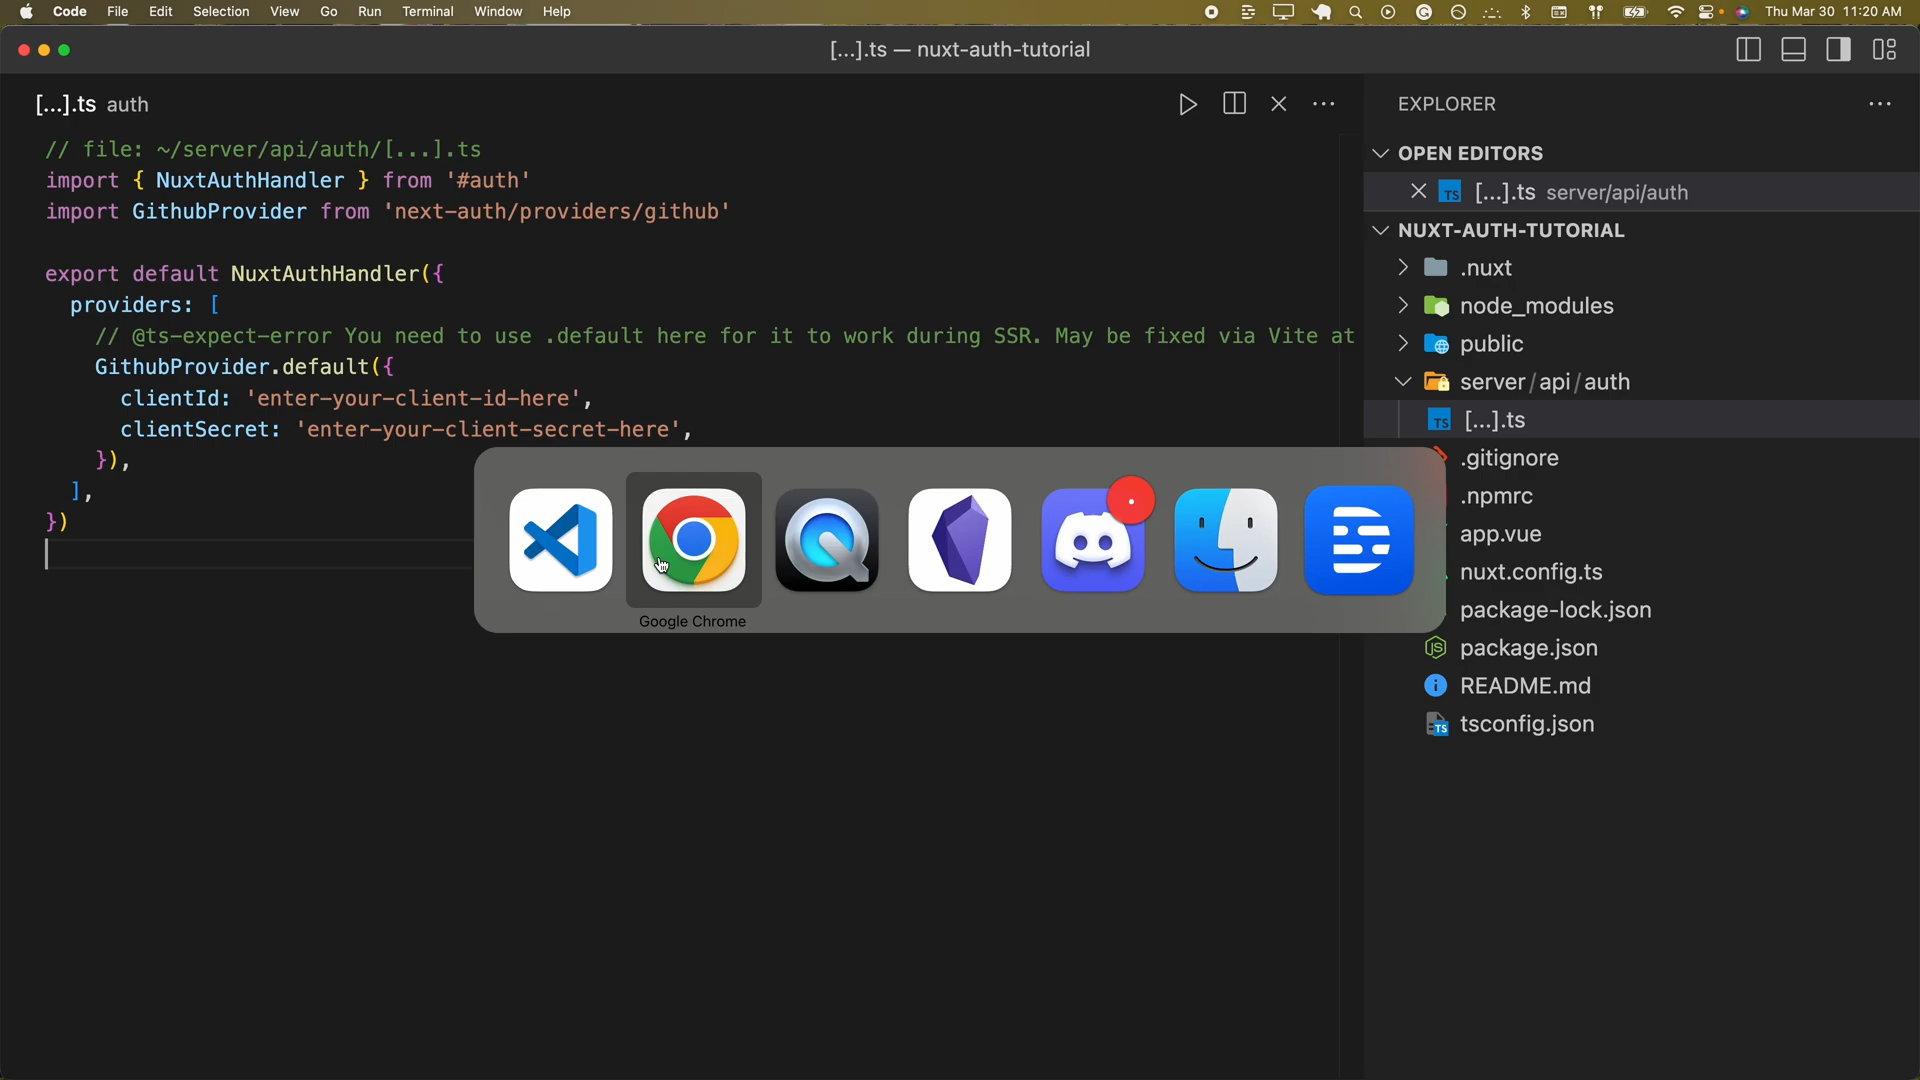 Code File Edit Selection View Go Run Terminal Window Help Thu Mar 30 11:20 AM
[...].ts — nuxt-auth-tutorial
[...].ts auth
// file: ~/server/api/auth/[...].ts
import { NuxtAuthHandler } from '#auth'
import GithubProvider from 'next-auth/providers/github'
export default NuxtAuthHandler({
providers: [
// @ts-expect-error You need to use .default here for it to work during SSR. May be fixed via Vite at
GithubProvider.default({
clientId: 'enter-your-client-id-here',
clientSecret: 'enter-your-client-secret-here',
}),
],
})
Google Chrome
EXPLORER
OPEN EDITORS
TS [...].ts server/api/auth
NUXT-AUTH-TUTORIAL
.nuxt
node_modules
public
server/api/auth
TS [...].ts
.gitignore
.npmrc
app.vue
nuxt.config.ts
package-lock.json
JS package.json
README.md
TS tsconfig.json